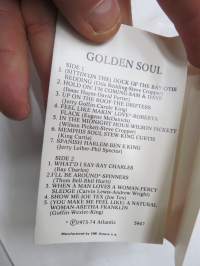 GOLDEN SOUL
SIDE 1
1 (SITTIN'ON THE) DOCK OF THE BAY-OTIS
REDDING (Otis Redding-Steve Cropper)
2. HOLD ON I'M COMING-SAM & DAVE
(Isaac Hayes-David Porter)
3. UP ON THE ROOF-THE DRIFTERS
(Jerry Goffin-Carole King)
4. FEEL LIKE MAKIN' LOVE-ROBERTA
FLACK (Eugene McDaniels)
5. IN THE MIDNIGHT HOUR-WILSON PICKETT
(Wilson Pickett-Steve Cropper)
6. MEMPHIS SOUL STEW-KING CURTIS
(King Curtis)
7. SPANISH HARLEM-BEN E KING
(Jerry Leiber-Phil Spector)
SIDE 2
1. WHAT'D I SAY-RAY CHARLES
(Ray Charles)
2. I'LL BE AROUND-SPINNERS
(Thom Bell-Phil Hurtt)
3. WHEN A MAN LOVES A WOMAN-PERCY
SLEDGE (Calvin Lewis-Andrew Wright)
4. SHOW ME-JOE TEX (Joe Tex)
5. (YOU MAKE ME FEEL LIKE A) NATURAL
WOMAN-ARETHA FRANKLIN
(Goffin-Wexler-King)
1973-74 Atlantic